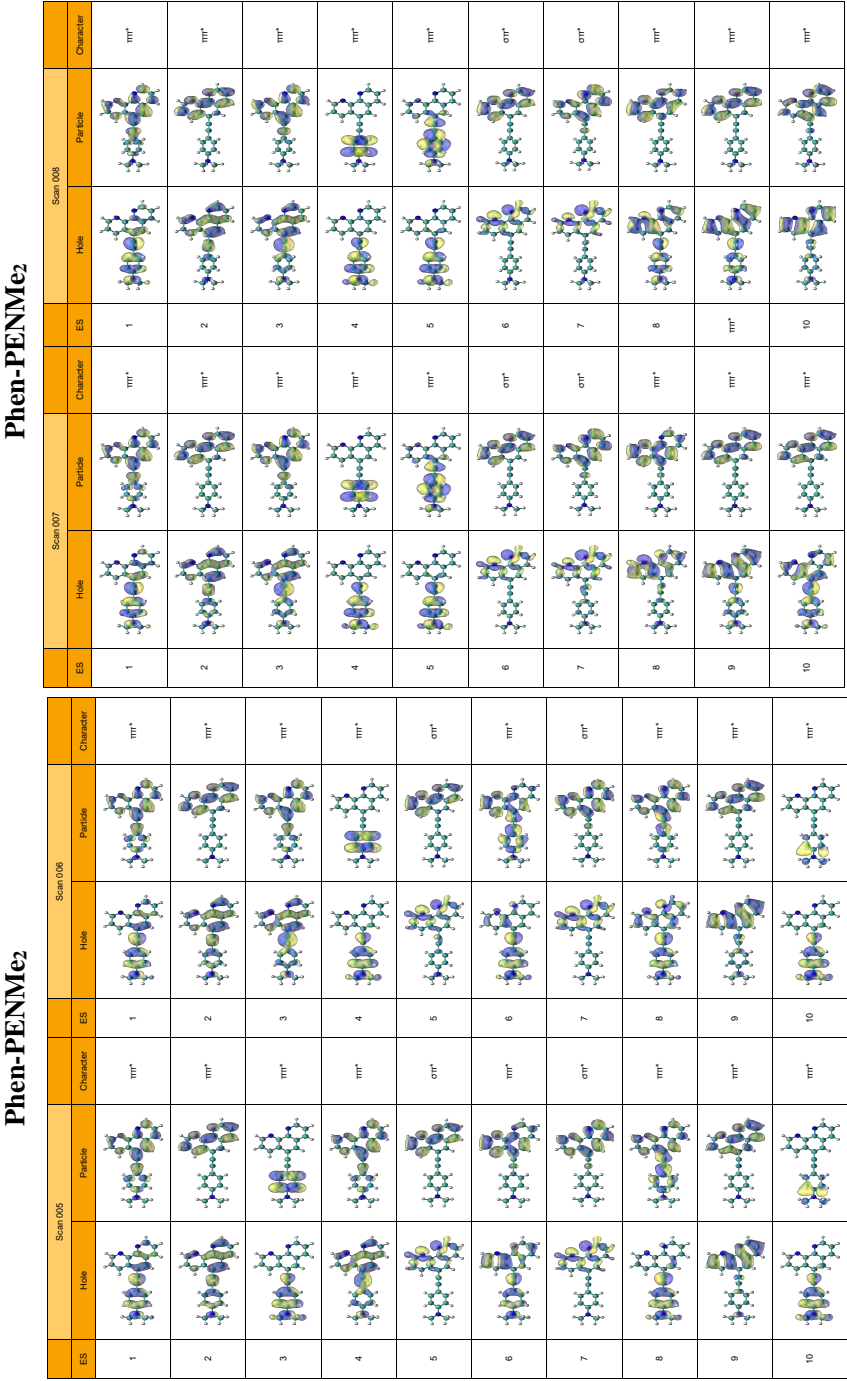 Phen-PENMe₂
Scan 005 Scan 006
ES Hole Particle Character ES Hole Particle Character
1 ππ* 1 ππ*
2 ππ* 2 ππ*
3 ππ* 3 ππ*
4 ππ* 4 ππ*
5 σπ* 5 σπ*
6 ππ* 6 ππ*
7 σπ* 7 σπ*
8 ππ* 8 ππ*
9 ππ* 9 ππ*
10 ππ* 10 ππ*
Phen-PENMe₂
Scan 007 Scan 008
ES Hole Particle Character ES Hole Particle Character
1 ππ* 1 ππ*
2 ππ* 2 ππ*
3 ππ* 3 ππ*
4 ππ* 4 ππ*
5 ππ* 5 ππ*
6 σπ* 6 σπ*
7 σπ* 7 σπ*
8 ππ* 8 ππ*
9 ππ* ππ* ππ*
10 ππ* 10 ππ*